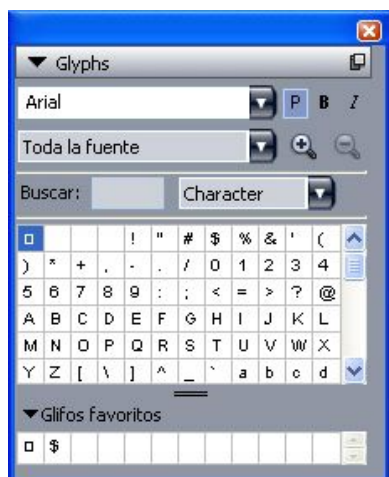 Glyphs
Arial P B I
Toda la fuente
Buscar: Character
□ ! " # $ % & ' (
) * + , - . / 0 1 2 3 4
5 6 7 8 9 : ; < = > ? @
A B C D E F G H I J K L
M N O P Q R S T U V W X
Y Z [ \ ] ^ _ ` a b c d
Glifos favoritos
□ $